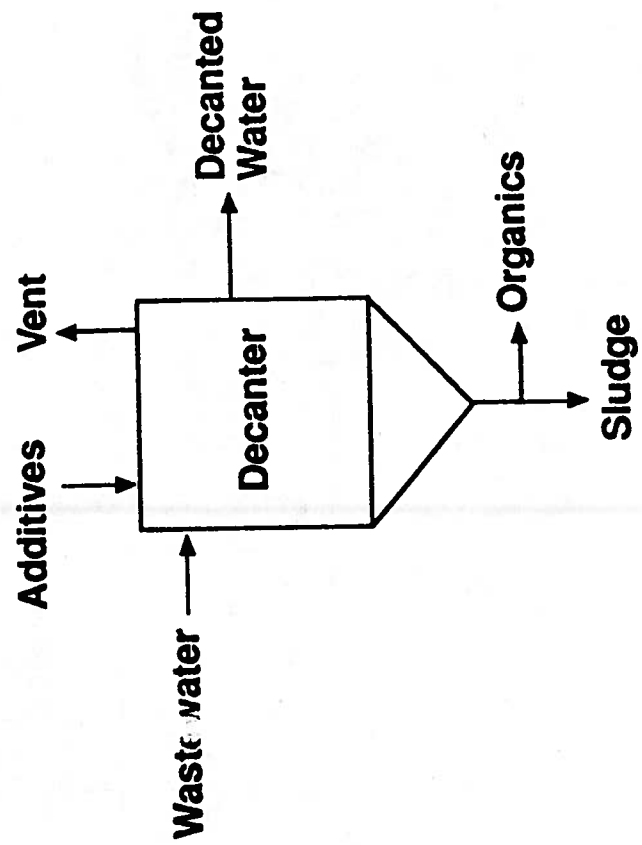 Additives
Vent
Wastewater
Decanter
Decanted
Water
Organics
Sludge